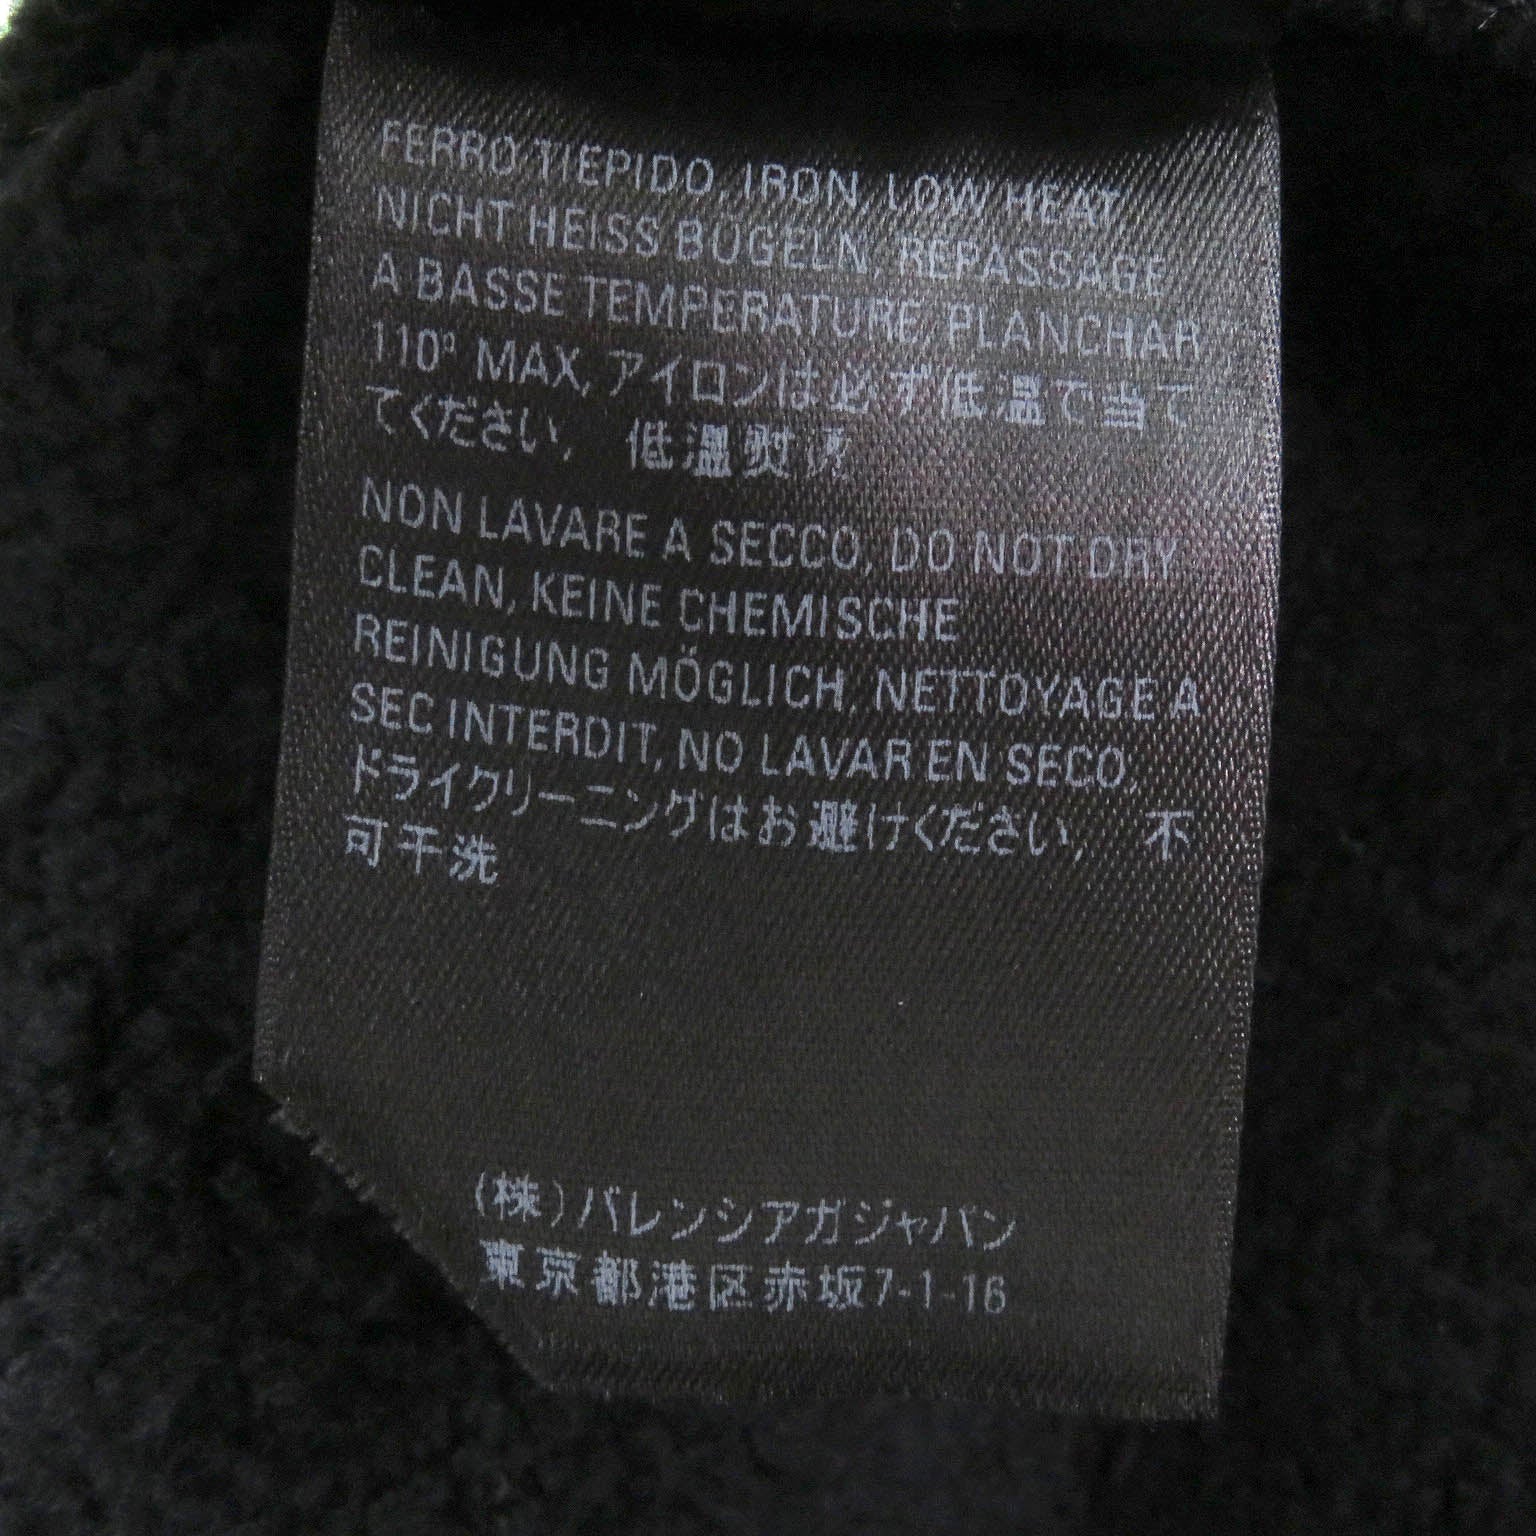 FERRO TIEPIDO, IRON, LOW HEAT,
NICHT HEISS BÜGELN, REPASSAGE
A BASSE TEMPERATURE PLANCHAR
110° MAX, アイロンは必ず低温で当て
てください, 低温熨烫
NON LAVARE A SECCO, DO NOT DRY
CLEAN, KEINE CHEMISCHE
REINIGUNG MÖGLICH, NETTOYAGE A
SEC INTERDIT, NO LAVAR EN SECO,
ドライクリーニングはお避けください, 不
可干洗
(株)バレンシアガジャパン
東京都港区赤坂7-1-16